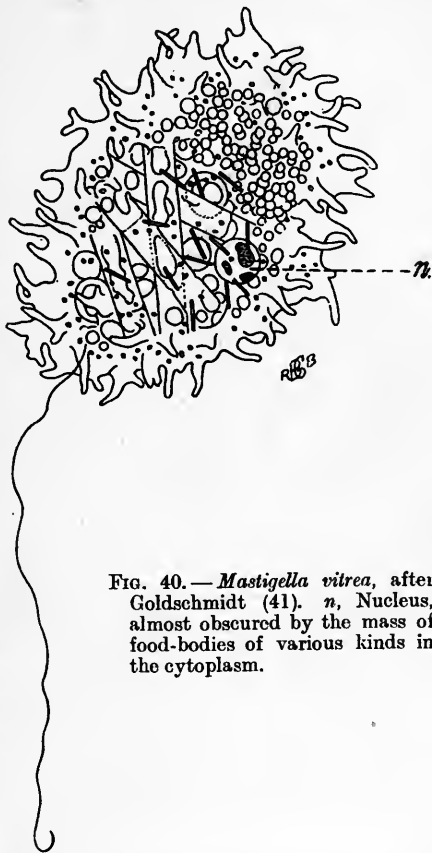 n.
FIG. 40. — Mastigella vitrea, after
Goldschmidt (41). n, Nucleus,
almost obscured by the mass of
food-bodies of various kinds in
the cytoplasm.